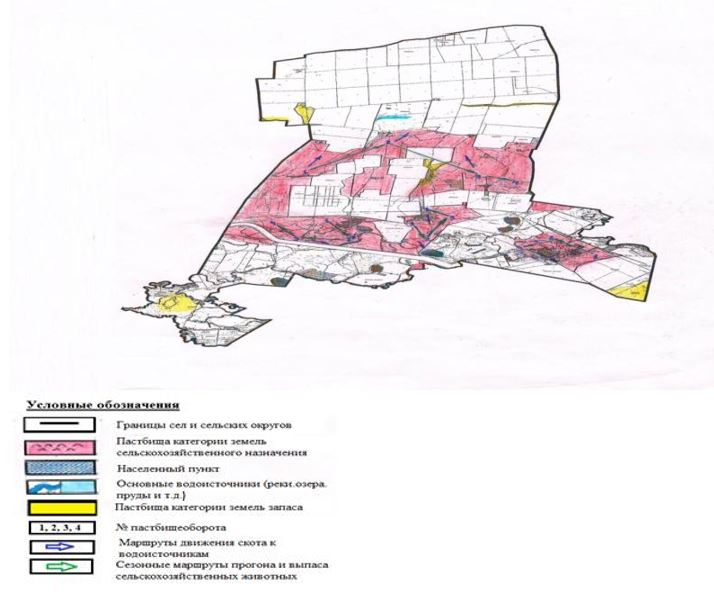 Условные обозначения
Границы сел и сельских округов
Пастбища категории земель
сельскохозяйственного назначения
Населенный пункт
Основные водоисточники (реки.озера.
пруды и т.д.)
Пастбища категории земель запаса
1, 2, 3, 4
№ пастбищеоборота
Маршруты движения скота к
водоисточникам
Сезонные маршруты прогона и выпаса
сельскохозяйственных животных